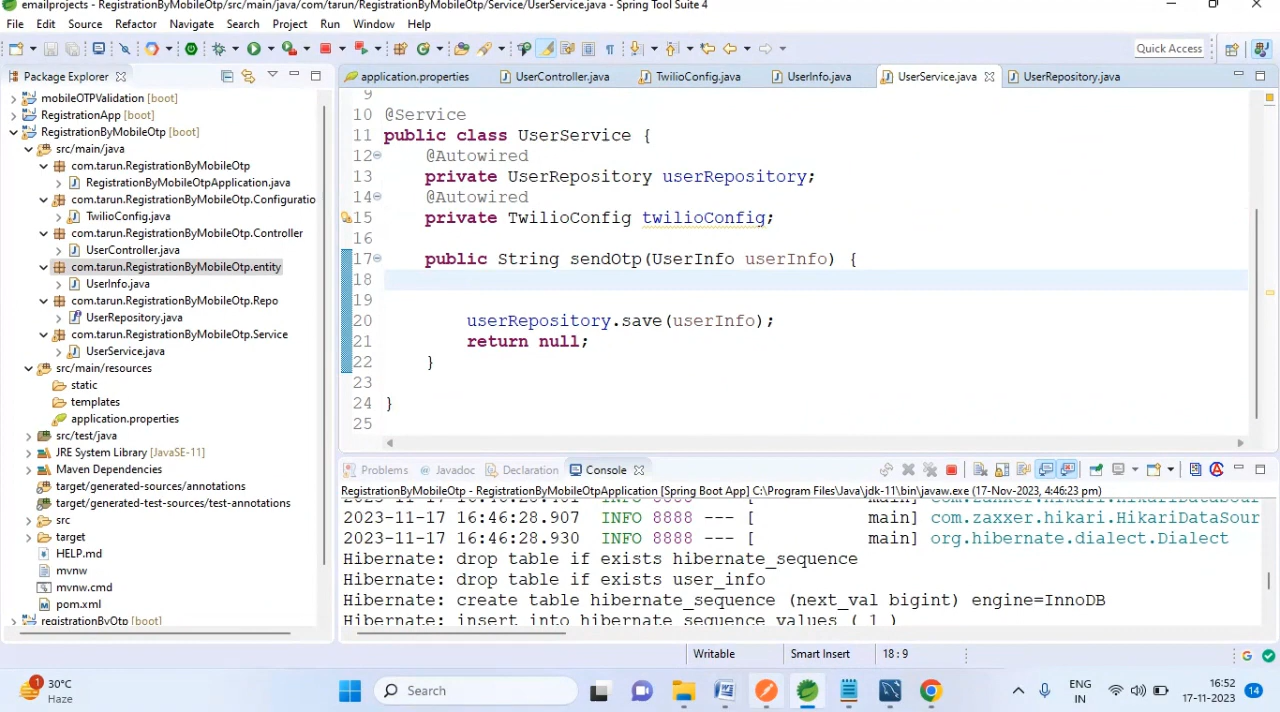 emailprojects - RegistrationByMobileOtp/src/main/java/com/tarun/RegistrationByMobileOtp/Service/UserService.java - Spring Tool Suite 4
File Edit Source Refactor Navigate Search Project Run Window Help
Quick Access
Package Explorer
application.properties UserController.java TwilioConfig.java UserInfo.java UserService.java UserRepository.java
mobileOTPValidation [boot]
RegistrationApp [boot]
RegistrationByMobileOtp [boot]
src/main/java
com.tarun.RegistrationByMobileOtp
RegistrationByMobileOtpApplication.java
com.tarun.RegistrationByMobileOtp.Configuratio
TwilioConfig.java
com.tarun.RegistrationByMobileOtp.Controller
UserController.java
com.tarun.RegistrationByMobileOtp.entity
UserInfo.java
com.tarun.RegistrationByMobileOtp.Repo
UserRepository.java
com.tarun.RegistrationByMobileOtp.Service
UserService.java
src/main/resources
static
templates
application.properties
src/test/java
JRE System Library [JavaSE-11]
Maven Dependencies
target/generated-sources/annotations
target/generated-test-sources/test-annotations
src
target
HELP.md
mvnw
mvnw.cmd
pom.xml
registrationByOtp [boot]
9
10 @Service
11 public class UserService {
12 @Autowired
13 private UserRepository userRepository;
14 @Autowired
15 private TwilioConfig twilioConfig;
16
17 public String sendOtp(UserInfo userInfo) {
18
19
20 userRepository.save(userInfo);
21 return null;
22 }
23
24 }
25
Problems Javadoc Declaration Console
RegistrationByMobileOtp - RegistrationByMobileOtpApplication [Spring Boot App] C:\Program Files\Java\jdk-11\bin\javaw.exe (17-Nov-2023, 4:46:23 pm)
2023-11-17 16:46:28.907 INFO 8888 --- [ main] com.zaxxer.hikari.HikariDataSour
2023-11-17 16:46:28.930 INFO 8888 --- [ main] org.hibernate.dialect.Dialect
Hibernate: drop table if exists hibernate_sequence
Hibernate: drop table if exists user_info
Hibernate: create table hibernate_sequence (next_val bigint) engine=InnoDB
Hibernate: insert into hibernate_sequence values ( 1 )
Writable Smart Insert 18 : 9
1
30°C
Haze
Search
ENG
IN
16:52
17-11-2023
14